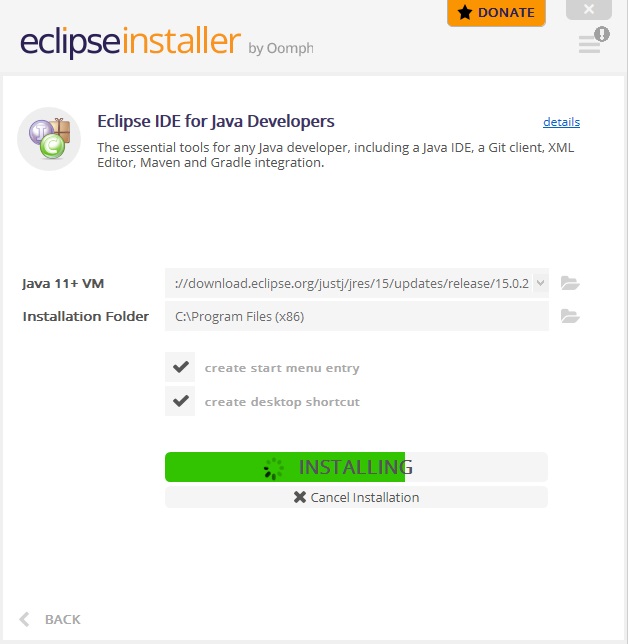 DONATE
eclipseinstaller by Oomph
Eclipse IDE for Java Developers
details
The essential tools for any Java developer, including a Java IDE, a Git client, XML
Editor, Maven and Gradle integration.
Java 11+ VM
://download.eclipse.org/justj/jres/15/updates/release/15.0.2
Installation Folder
C:\Program Files (x86)
create start menu entry
create desktop shortcut
INSTALLING
Cancel Installation
BACK